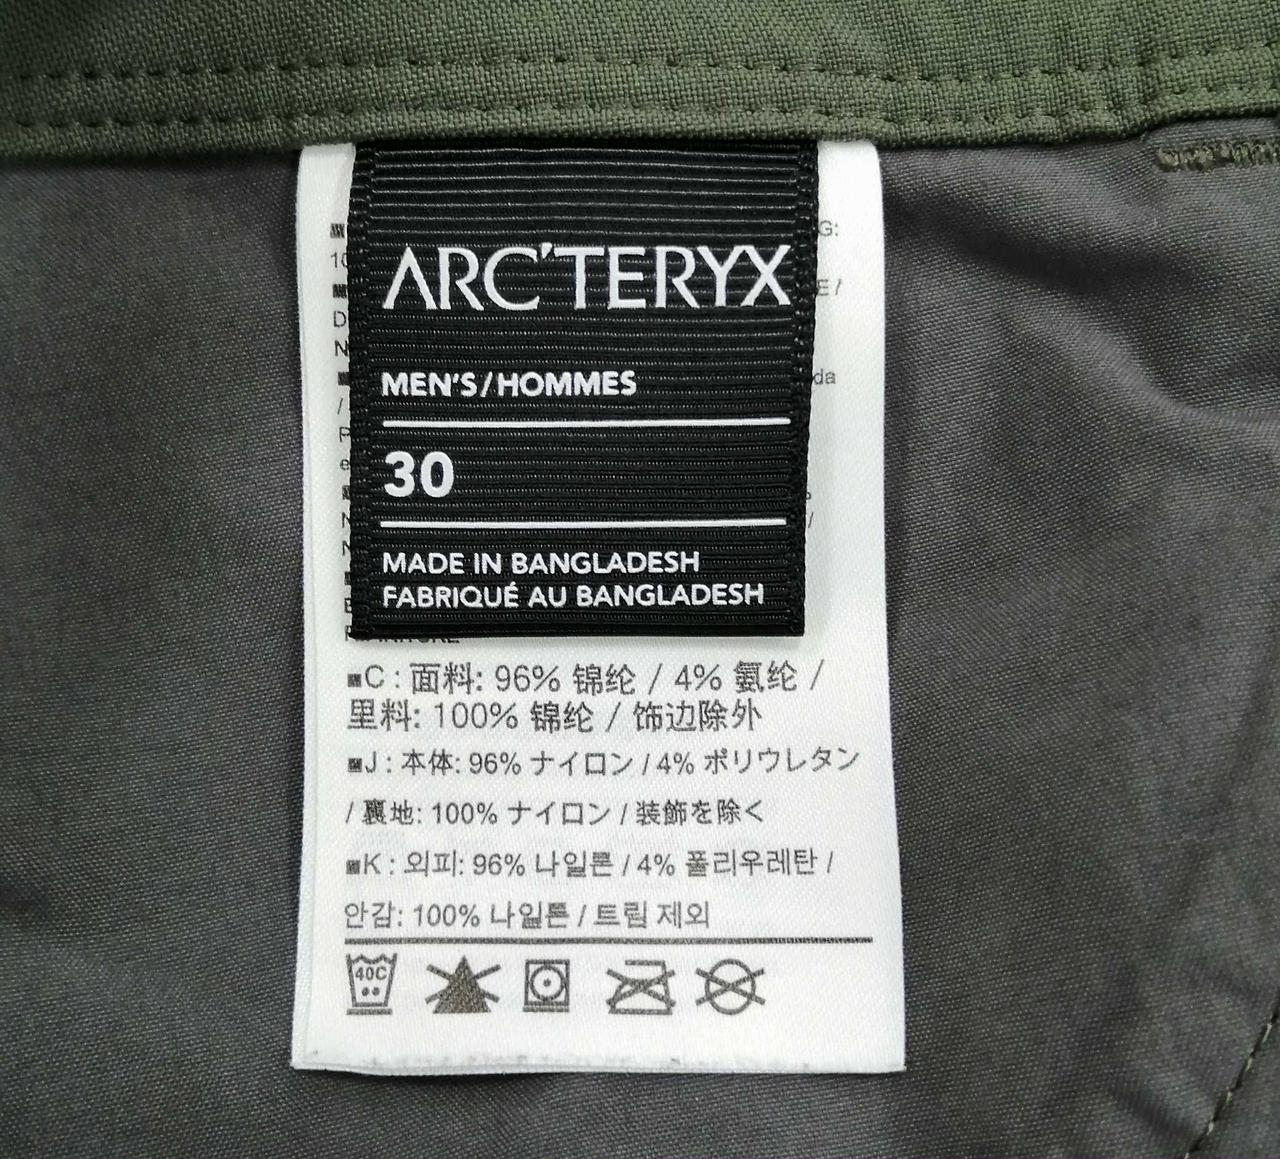 ARC'TERYX
MEN'S/HOMMES
30
MADE IN BANGLADESH
FABRIQUÉ AU BANGLADESH
■C : 面料: 96% 锦纶 / 4% 氨纶 /
里料: 100% 锦纶 / 饰边除外
■J : 本体: 96% ナイロン / 4% ポリウレタン
/ 裏地: 100% ナイロン / 装飾を除く
■K : 외피: 96% 나일론 / 4% 폴리우레탄 /
안감: 100% 나일론 / 트림 제외
40C